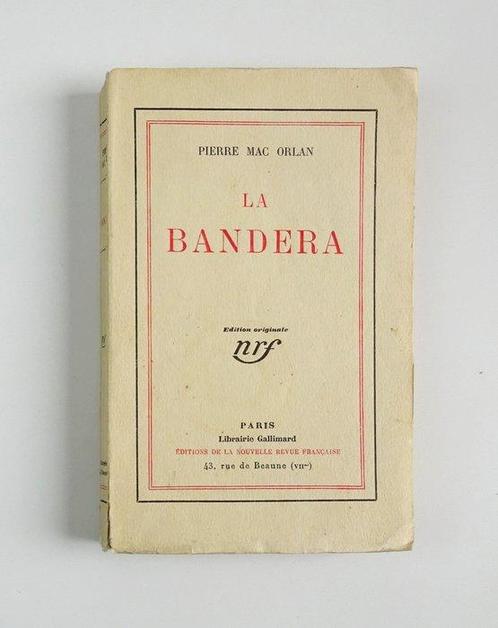 PIERRE MAC ORLAN
LA
BANDERA
Edition originale
nrf
PARIS
Librairie Gallimard
ÉDITIONS DE LA NOUVELLE REVUE FRANÇAISE
43, rue de Beaune (VIIme)